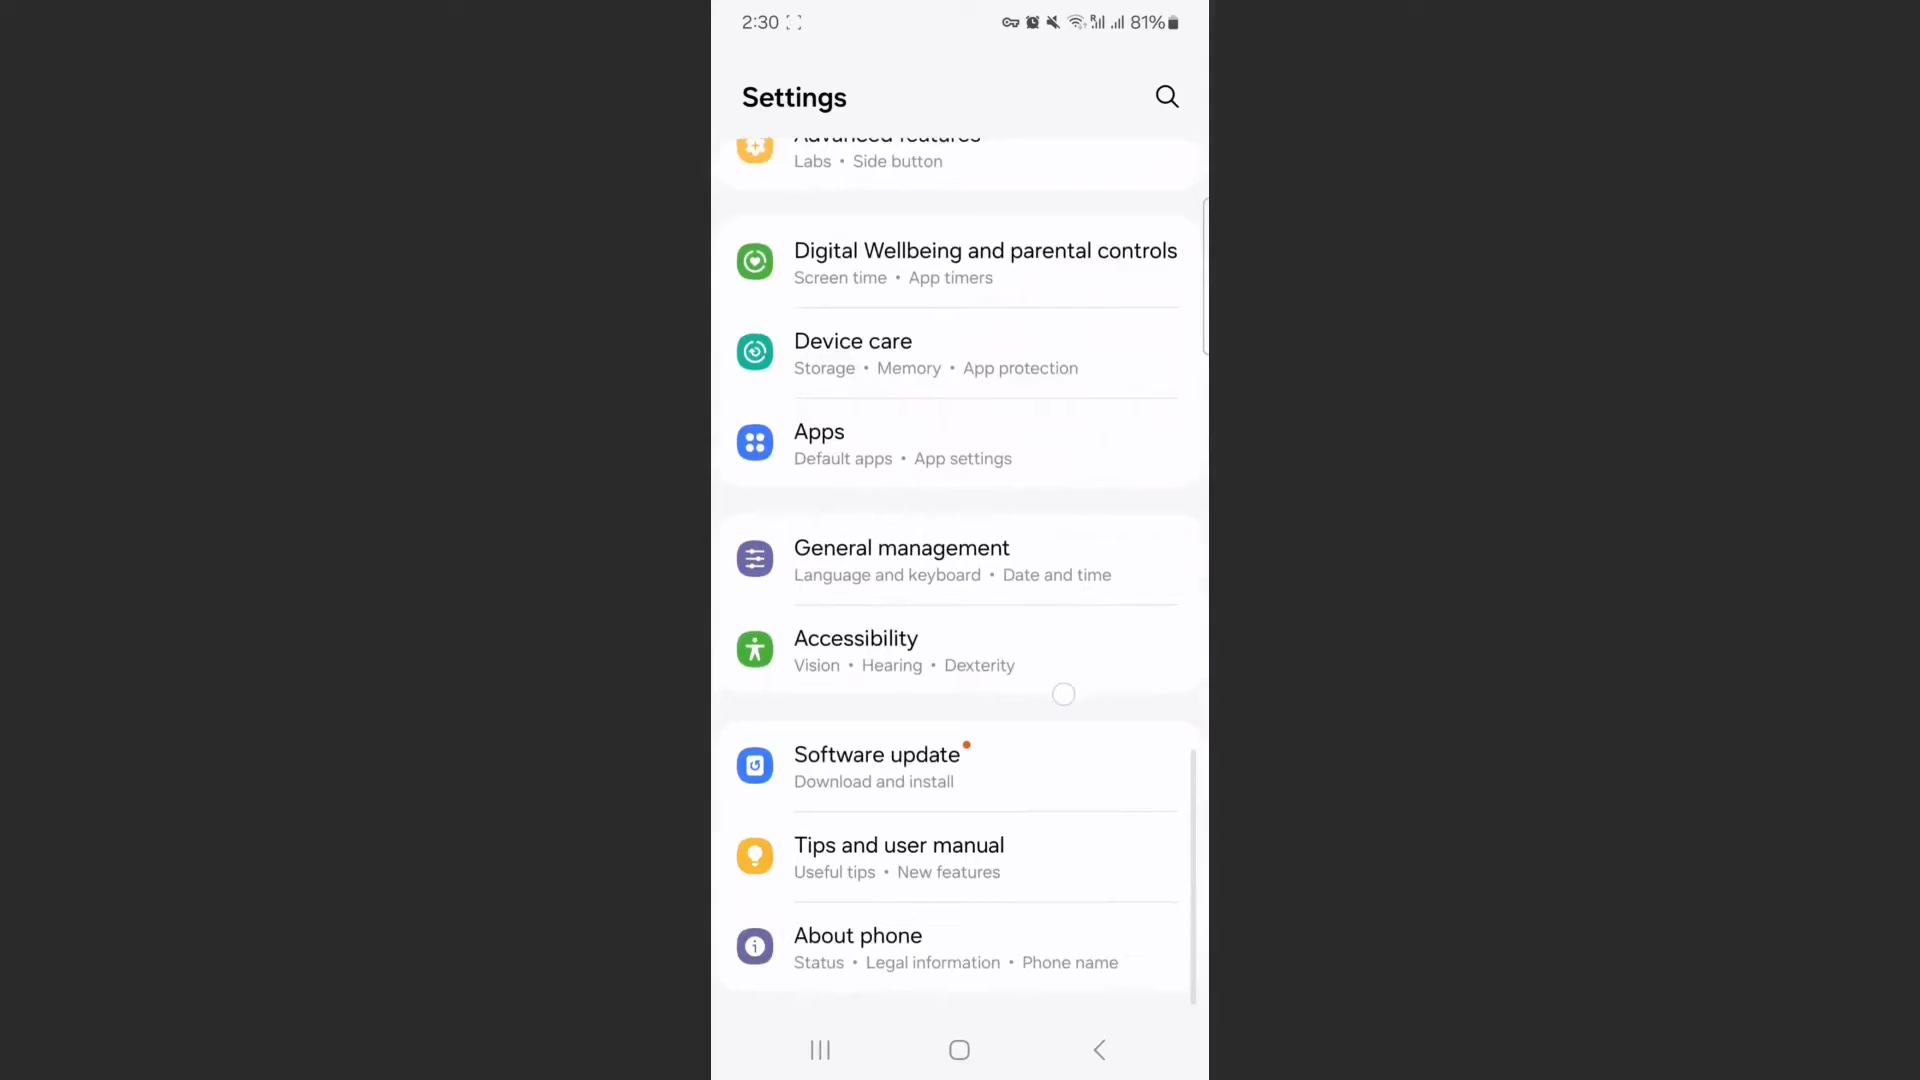 2:30
81%
Settings
Advanced features
Labs • Side button
Digital Wellbeing and parental controls
Screen time • App timers
Device care
Storage • Memory • App protection
Apps
Default apps • App settings
General management
Language and keyboard • Date and time
Accessibility
Vision • Hearing • Dexterity
Software update
Download and install
Tips and user manual
Useful tips • New features
About phone
Status • Legal information • Phone name